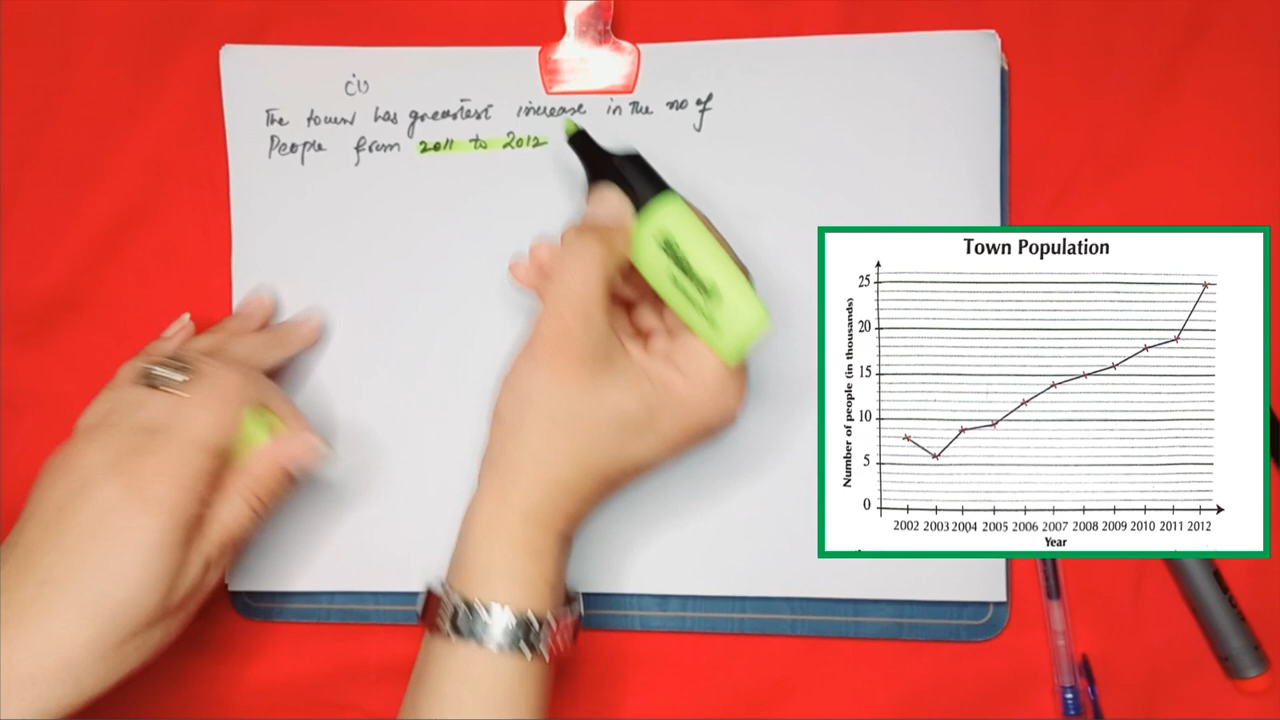 (i)
The town has greatest increase in the no of
People from 2011 to 2012
Town Population
Number of people (in thousands)
25
20
15
10
5
0
2002 2003 2004 2005 2006 2007 2008 2009 2010 2011 2012
Year